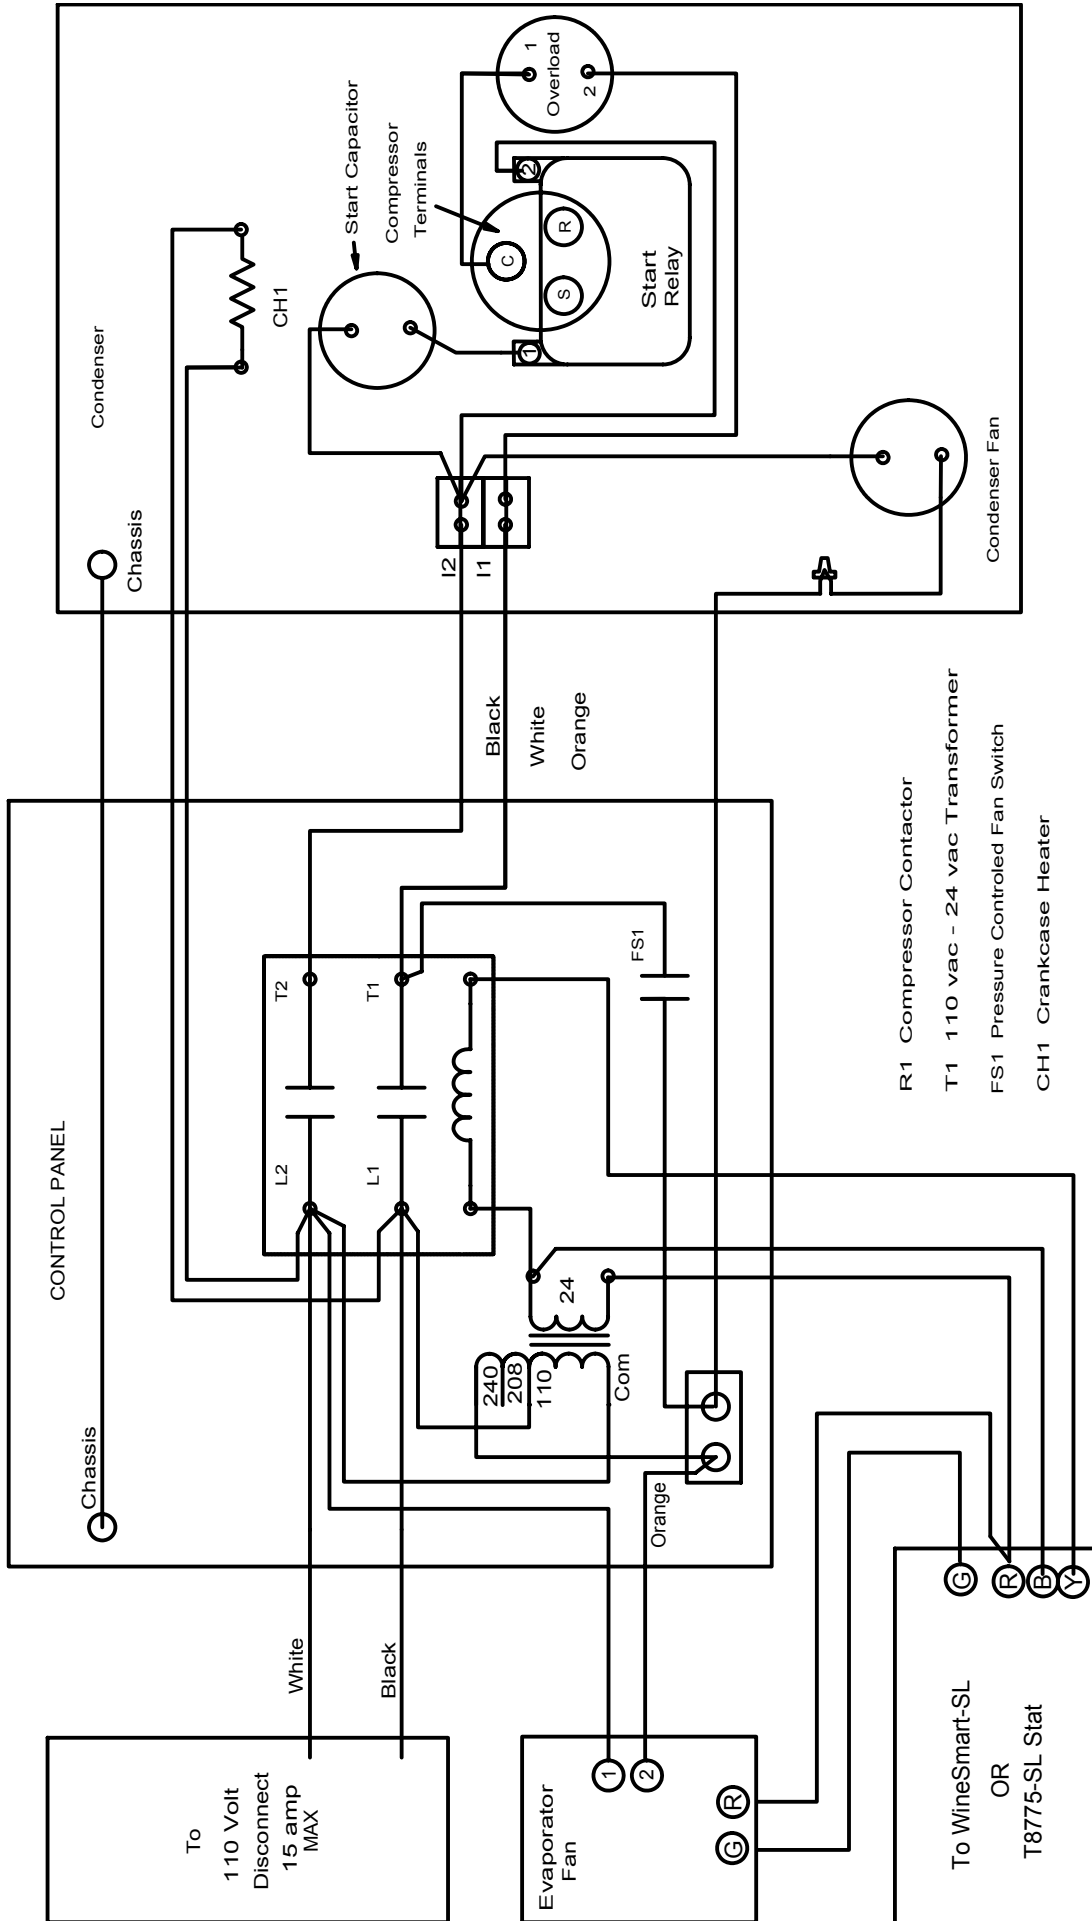 To
110 Volt
Disconnect
15 amp
MAX
White
Black
CONTROL PANEL
Chassis
L2
T2
L1
T1
FS1
240
208
110
24
Com
Orange
Evaporator
Fan
1
2
R
G
To WineSmart-SL
OR
T8775-SL Stat
G
R
B
Y
Black
White
Orange
Condenser
Chassis
CH1
Start Capacitor
Compressor
Terminals
Overload
1
2
C
S
R
1
2
Start
Relay
I2
I1
Condenser Fan
R1 Compressor Contactor
T1 110 vac - 24 vac Transformer
FS1 Pressure Controled Fan Switch
CH1 Crankcase Heater